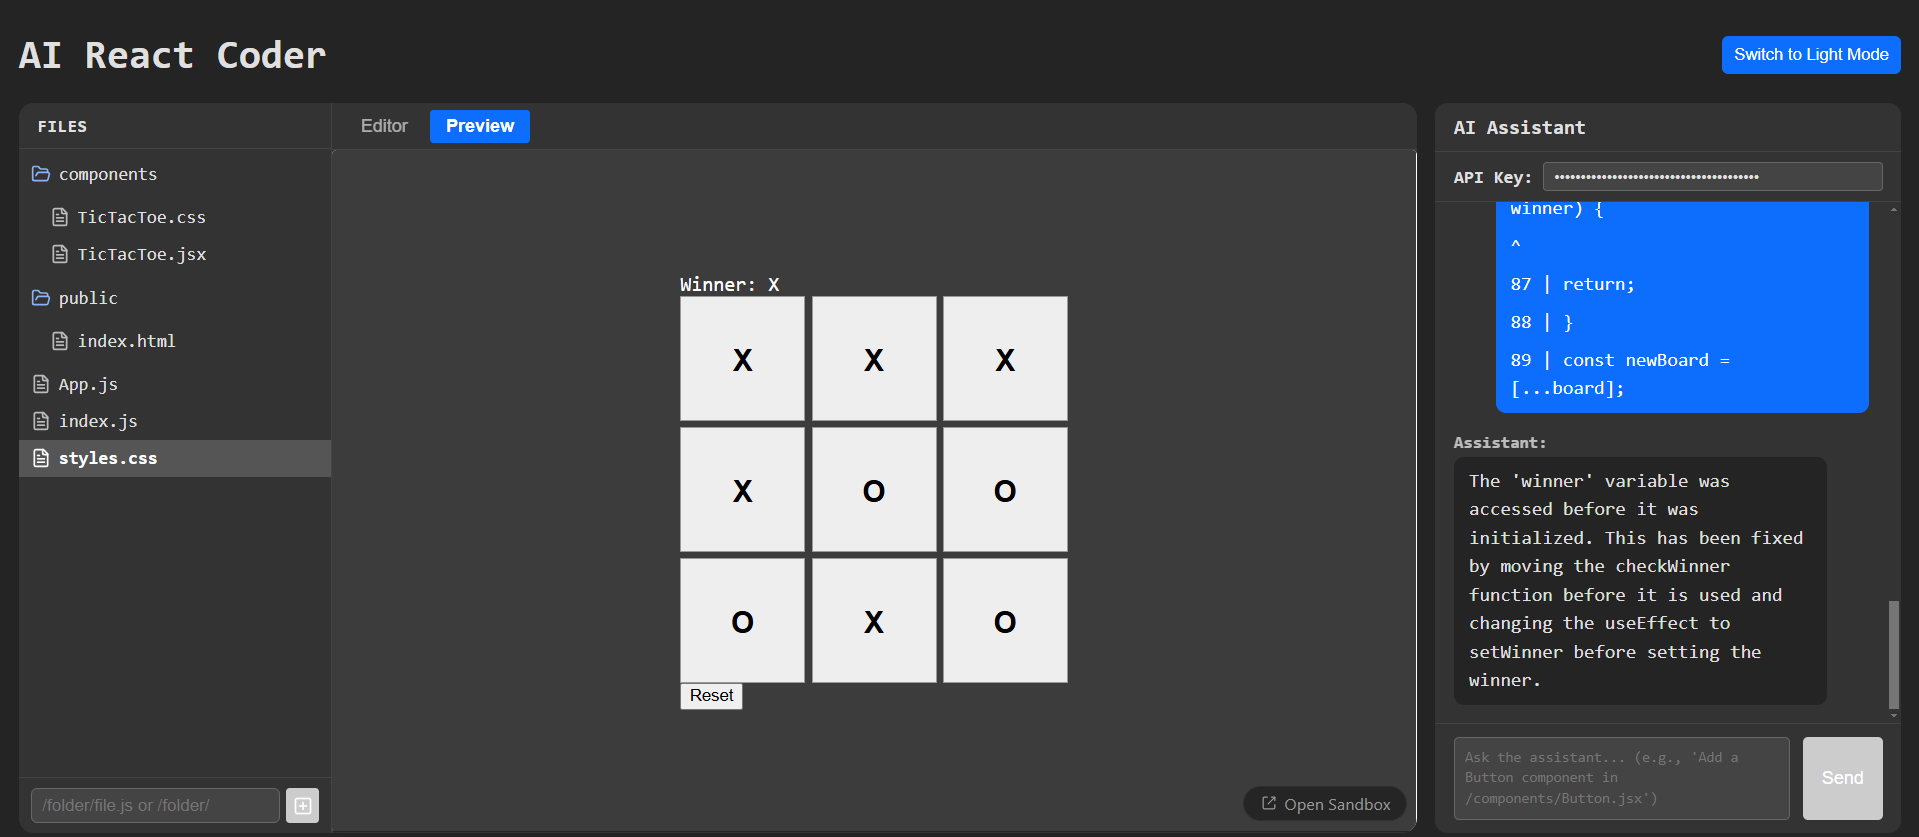 AI React Coder
Switch to Light Mode
FILES
components
TicTacToe.css
TicTacToe.jsx
public
index.html
App.js
index.js
styles.css
/folder/file.js or /folder/
Editor
Preview
Winner: X
X X X
X O O
O X O
Reset
Open Sandbox
AI Assistant
API Key: •••••••••••••••••••••••••••••••••••••••
winner) {
^
87 | return;
88 | }
89 | const newBoard =
[...board];
Assistant:
The 'winner' variable was
accessed before it was
initialized. This has been fixed
by moving the checkWinner
function before it is used and
changing the useEffect to
setWinner before setting the
winner.
Ask the assistant... (e.g., 'Add a
Button component in
/components/Button.jsx')
Send